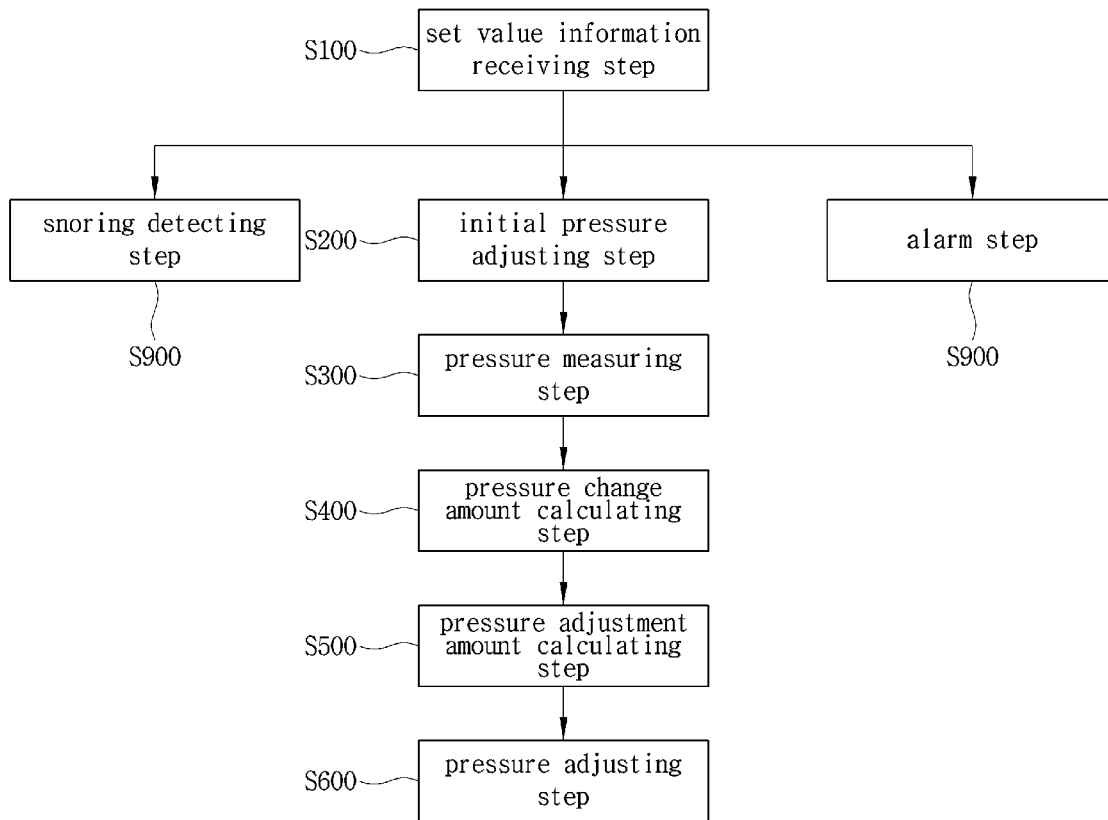 S100
set value information
receiving step
snoring detecting
step
S200
initial pressure
adjusting step
alarm step
S900
S900
S300
pressure measuring
step
S400
pressure change
amount calculating
step
S500
pressure adjustment
amount calculating
step
S600
pressure adjusting
step